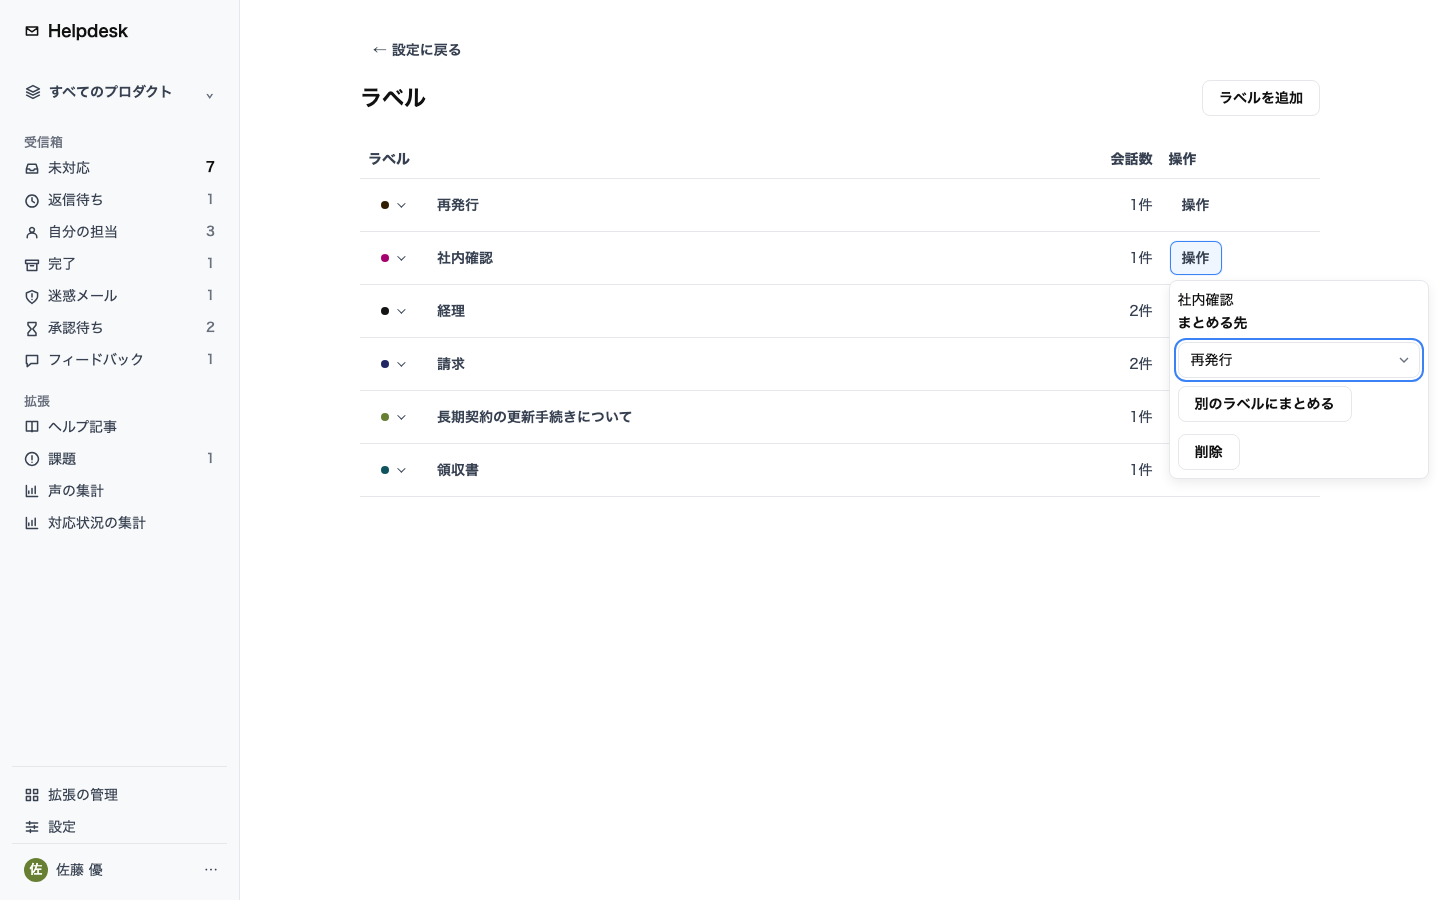 Helpdesk
すべてのプロダクト
受信箱
未対応 7
返信待ち 1
自分の担当 3
完了 1
迷惑メール 1
承認待ち 2
フィードバック 1
拡張
ヘルプ記事
課題 1
声の集計
対応状況の集計
拡張の管理
設定
佐 佐藤 優 …
← 設定に戻る
ラベル
ラベルを追加
ラベル 会話数 操作
再発行 1件 操作
社内確認 1件 操作
経理 2件
請求 2件
長期契約の更新手続きについて 1件
領収書 1件
社内確認
まとめる先
再発行
別のラベルにまとめる
削除